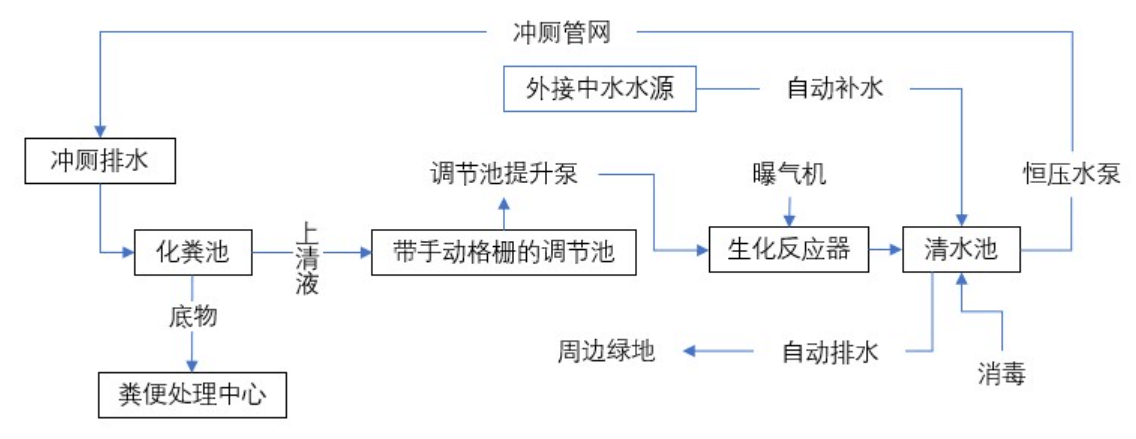 冲厕管网
外接中水水源
自动补水
冲厕排水
调节池提升泵
曝气机
恒压水泵
化粪池
上清液
带手动格栅的调节池
生化反应器
清水池
底物
周边绿地
自动排水
消毒
粪便处理中心